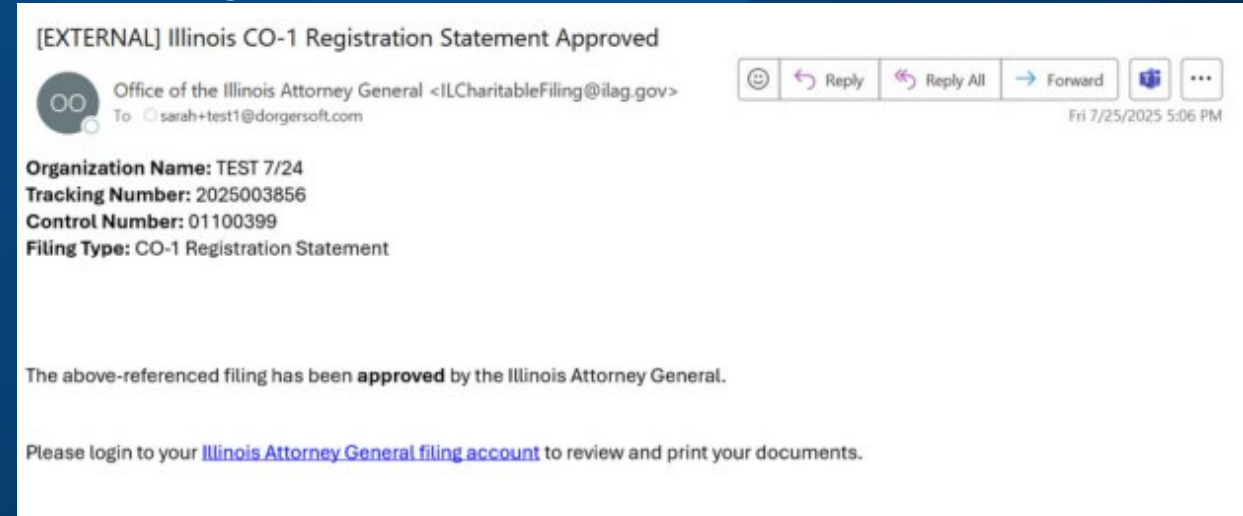 [EXTERNAL] Illinois CO-1 Registration Statement Approved
OO
Office of the Illinois Attorney General <ILCharitableFiling@ilag.gov>
To sarah+test1@dorgersoft.com
Reply
Reply All
Forward
Fri 7/25/2025 5:06 PM
Organization Name: TEST 7/24
Tracking Number: 2025003856
Control Number: 01100399
Filing Type: CO-1 Registration Statement
The above-referenced filing has been approved by the Illinois Attorney General.
Please login to your Illinois Attorney General filing account to review and print your documents.